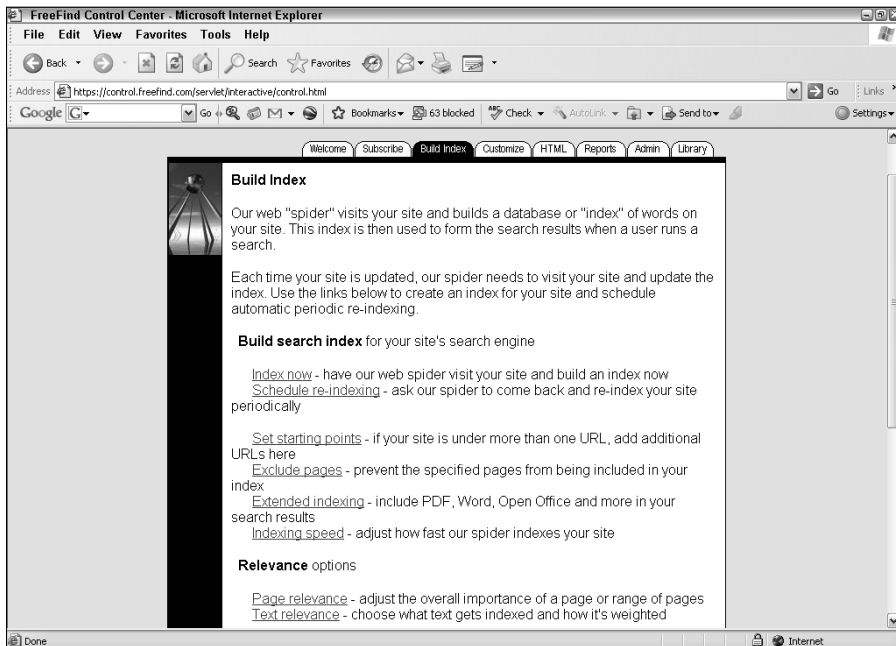 FreeFind Control Center - Microsoft Internet Explorer
File Edit View Favorites Tools Help
Back Search Favorites
Address https://control.freefind.com/servlet/interactive/control.html Go Links
Google G Go Bookmarks 63 blocked ABC Check AutoLink Send to Settings
Welcome Subscribe Build Index Customize HTML Reports Admin Library
Build Index
Our web "spider" visits your site and builds a database or "index" of words on
your site. This index is then used to form the search results when a user runs a
search.
Each time your site is updated, our spider needs to visit your site and update the
index. Use the links below to create an index for your site and schedule
automatic periodic re-indexing.
Build search index for your site's search engine
Index now - have our web spider visit your site and build an index now
Schedule re-indexing - ask our spider to come back and re-index your site
periodically
Set starting points - if your site is under more than one URL, add additional
URLs here
Exclude pages - prevent the specified pages from being included in your
index
Extended indexing - include PDF, Word, Open Office and more in your
search results
Indexing speed - adjust how fast our spider indexes your site
Relevance options
Page relevance - adjust the overall importance of a page or range of pages
Text relevance - choose what text gets indexed and how it's weighted
Done Internet